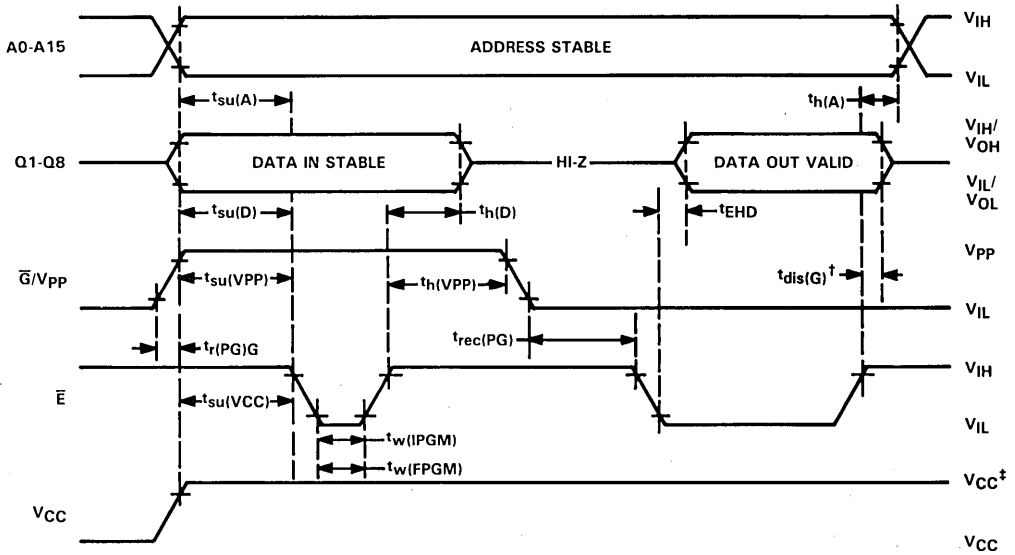 A0-A15
ADDRESS STABLE
VIH
VIL
tsu(A)
th(A)
Q1-Q8
DATA IN STABLE
HI-Z
DATA OUT VALID
VIH/
VOH
VIL/
VOL
tsu(D)
th(D)
tEHD
G̅/VPP
tsu(VPP)
th(VPP)
tdis(G)†
VPP
VIL
tr(PG)G
trec(PG)
E̅
tsu(VCC)
VIH
VIL
tw(IPGM)
tw(FPGM)
VCC
VCC‡
VCC